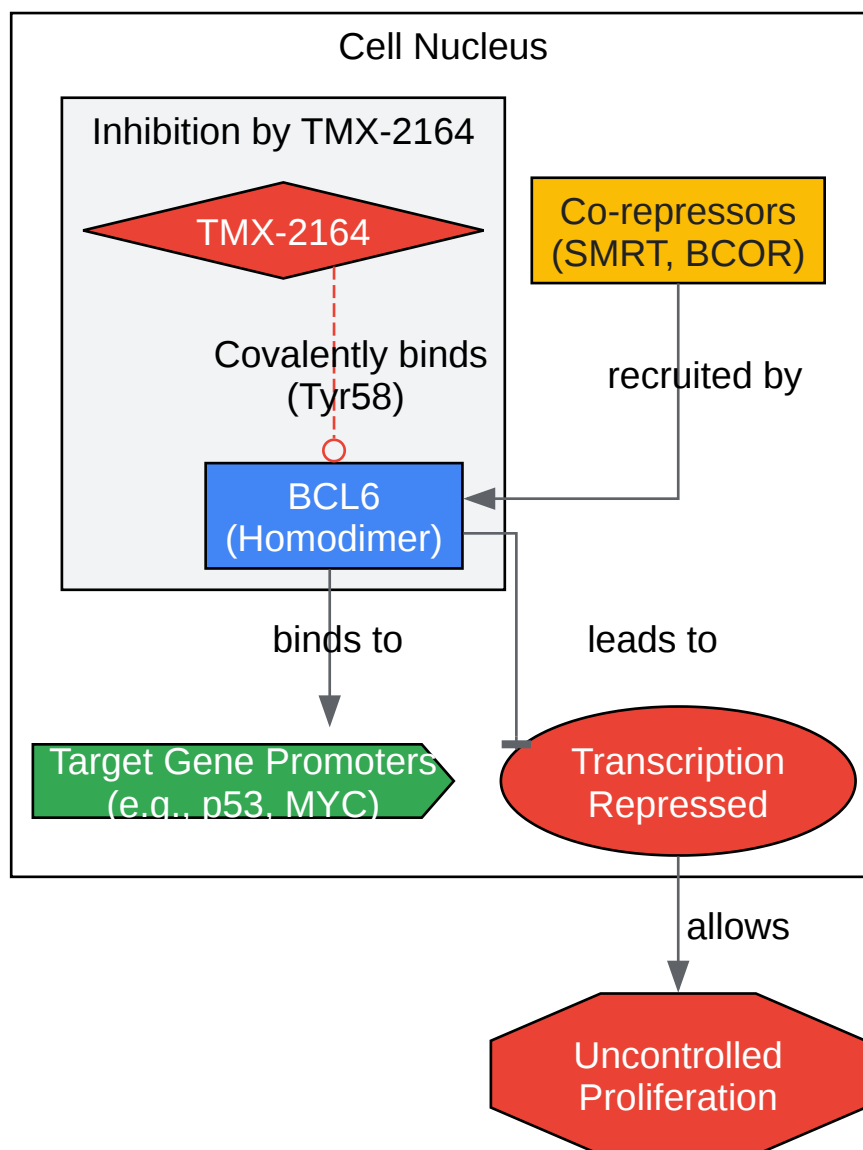 Cell Nucleus
Inhibition by TMX-2164
TMX-2164
Co-repressors
(SMRT, BCOR)
Covalently binds
(Tyr58)
recruited by
BCL6
(Homodimer)
binds to
leads to
Target Gene Promoters
(e.g., p53, MYC)
Transcription
Repressed
allows
Uncontrolled
Proliferation